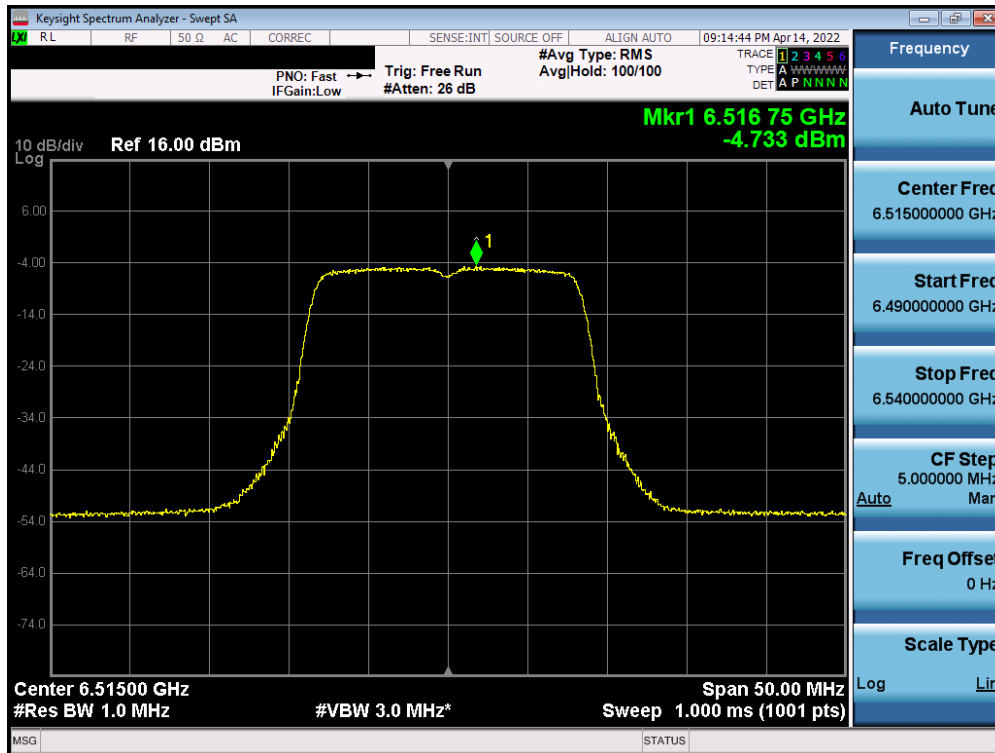 Keysight Spectrum Analyzer - Swept SA
LXI RL RF 50 Ω AC CORREC SENSE:INT SOURCE OFF ALIGN AUTO 09:14:44 PM Apr 14, 2022
PNO: Fast
IFGain:Low
Trig: Free Run
#Atten: 26 dB
#Avg Type: RMS
Avg|Hold: 100/100
TRACE 1 2 3 4 5 6
TYPE A WWWWW
DET A P N N N N
Mkr1 6.516 75 GHz
-4.733 dBm
10 dB/div
Log
Ref 16.00 dBm
1
6.00
-4.00
-14.0
-24.0
-34.0
-44.0
-54.0
-64.0
-74.0
Center 6.51500 GHz
Span 50.00 MHz
#Res BW 1.0 MHz
#VBW 3.0 MHz*
Sweep 1.000 ms (1001 pts)
MSG
STATUS
Frequency
Auto Tune
Center Freq
6.515000000 GHz
Start Freq
6.490000000 GHz
Stop Freq
6.540000000 GHz
CF Step
5.000000 MHz
Auto Man
Freq Offset
0 Hz
Scale Type
Log Lin